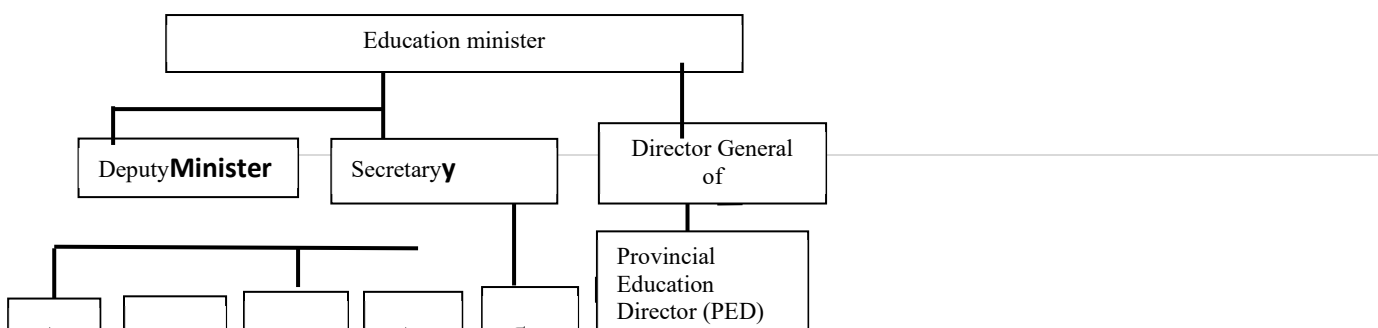 Education minister
DeputyMinister
Secretaryy
Director General
of
Provincial
Education
Director (PED)